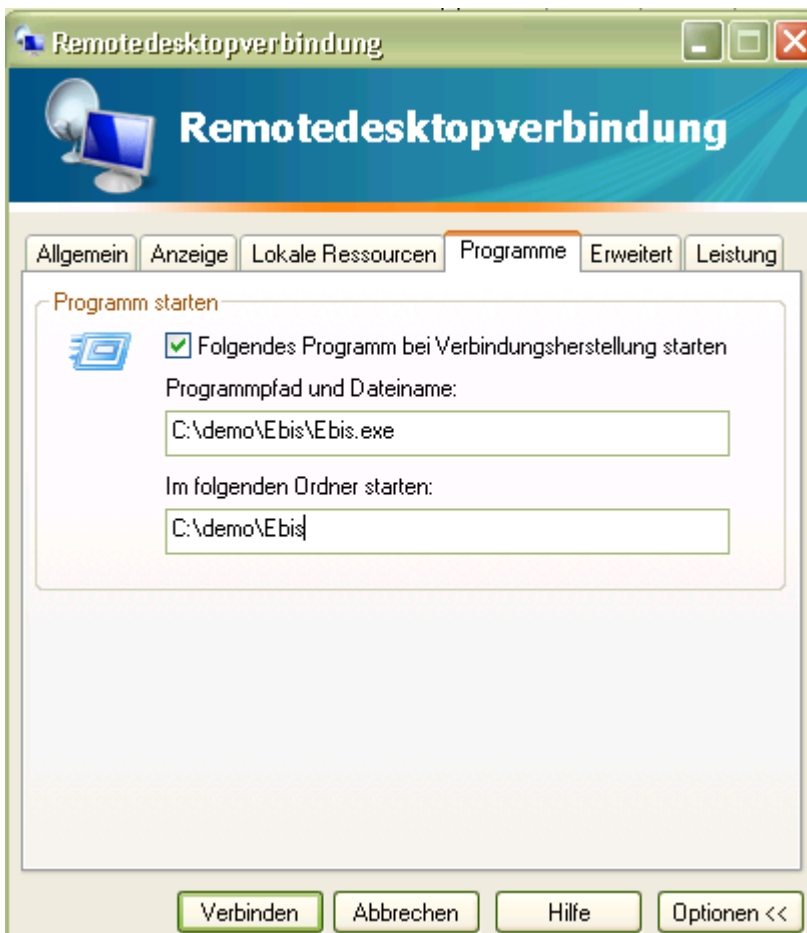 Remotedesktopverbindung
Remotedesktopverbindung
Allgemein Anzeige Lokale Ressourcen Programme Erweitert Leistung
Programm starten
Folgendes Programm bei Verbindungsherstellung starten
Programmpfad und Dateiname:
C:\demo\Ebis\Ebis.exe
Im folgenden Ordner starten:
C:\demo\Ebis
Verbinden Abbrechen Hilfe Optionen <<